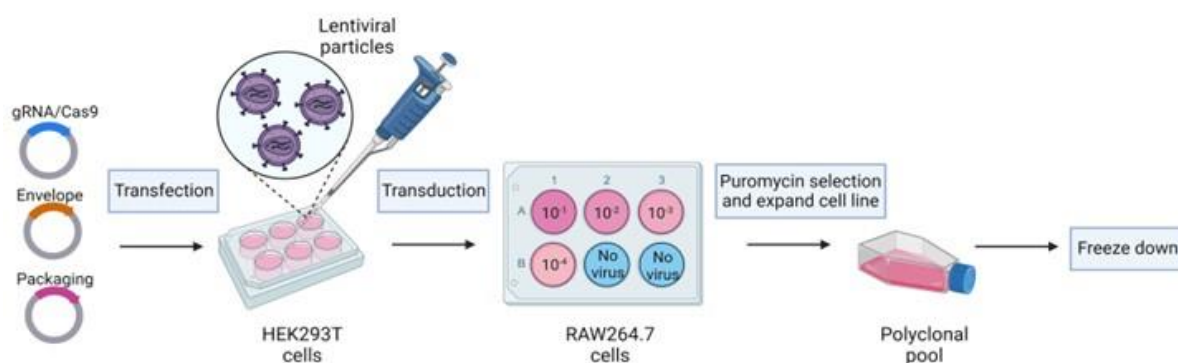 Lentiviral
particles
gRNA/Cas9
Envelope
Packaging
Transfection
HEK293T
cells
Transduction
1 2 3
A 10⁻¹ 10⁻² 10⁻³
B 10⁻⁴ No virus No virus
RAW264.7
cells
Puromycin selection
and expand cell line
Polyclonal
pool
Freeze down